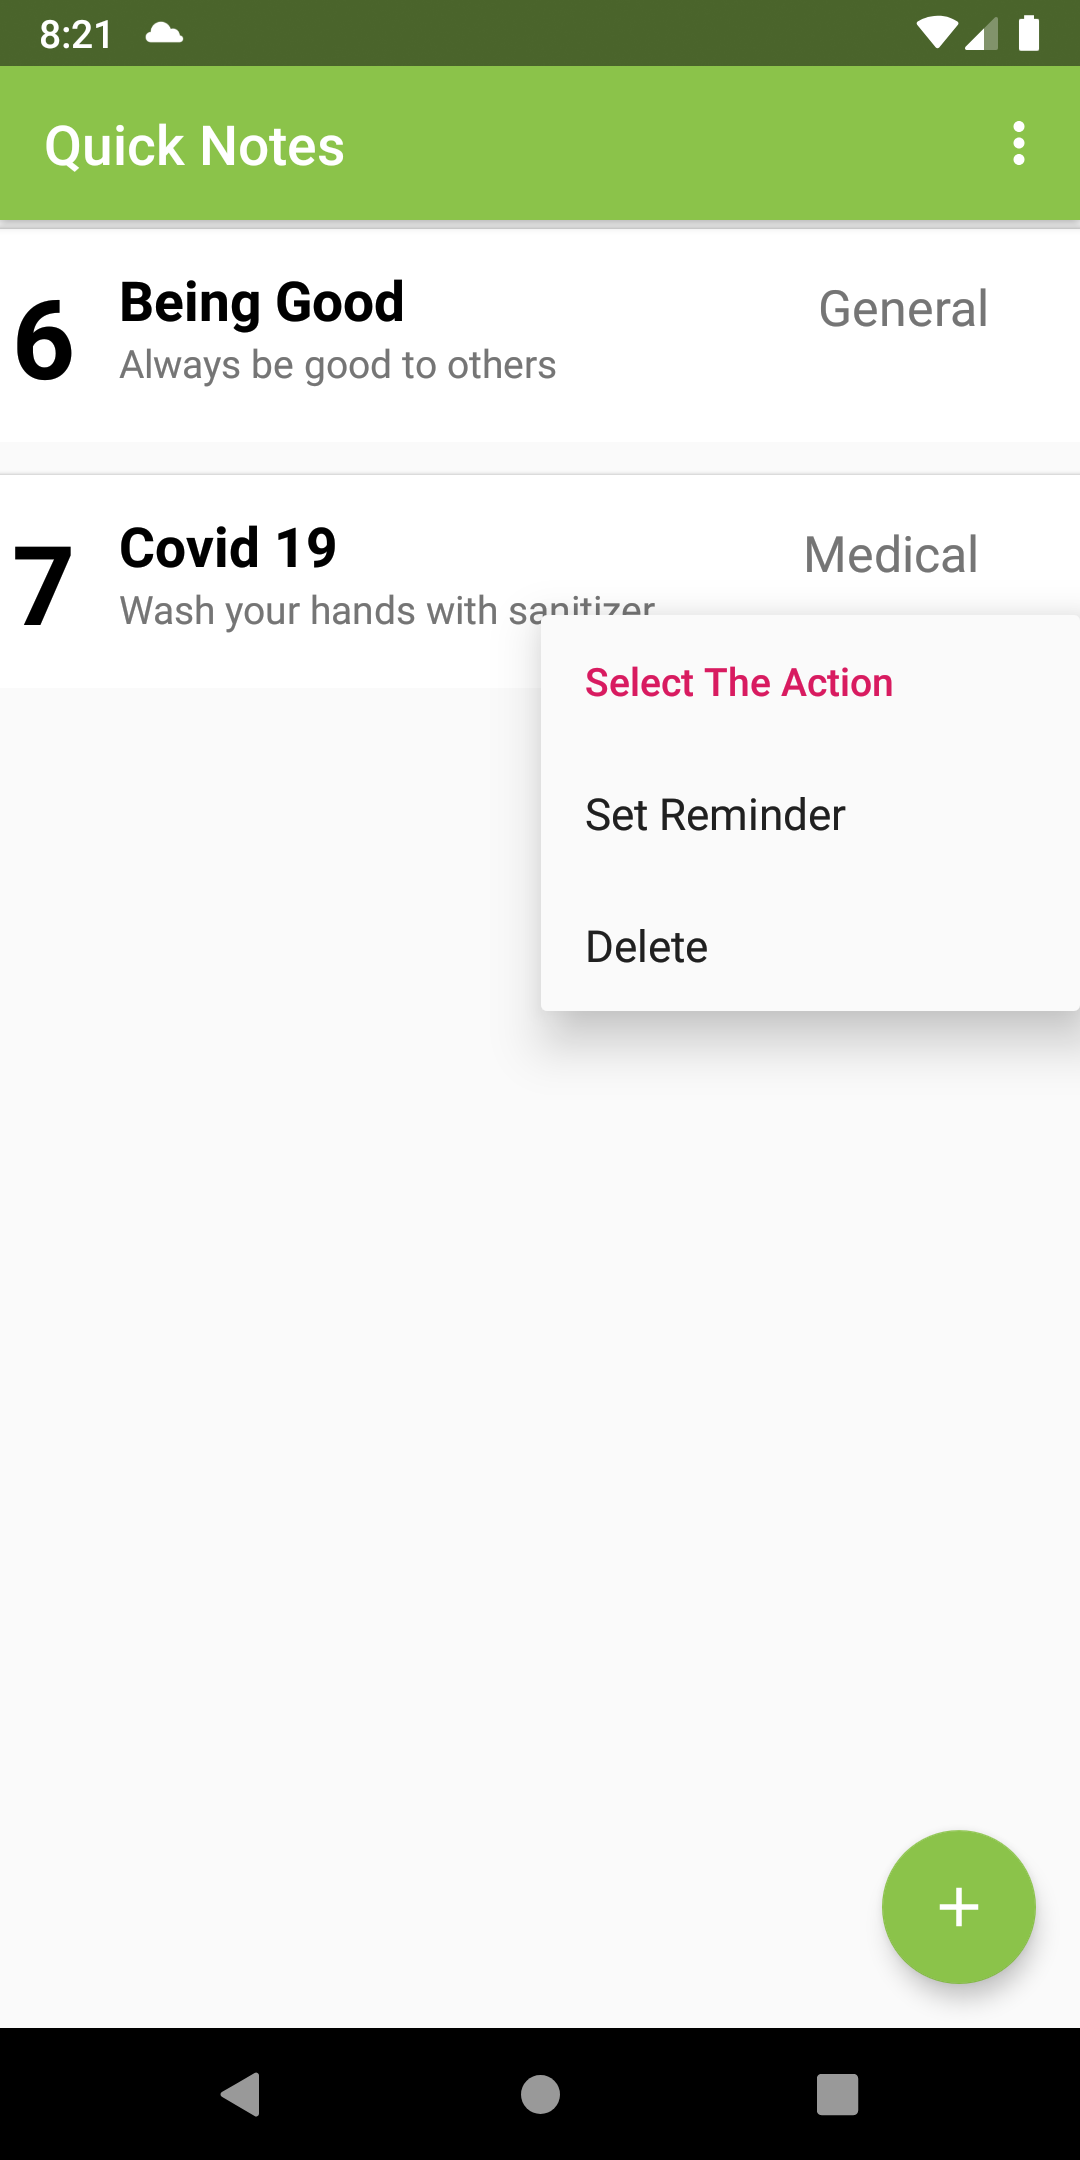 8:21
Quick Notes
6
Being Good
General
Always be good to others
7
Covid 19
Medical
Wash your hands with sanitizer
Select The Action
Set Reminder
Delete